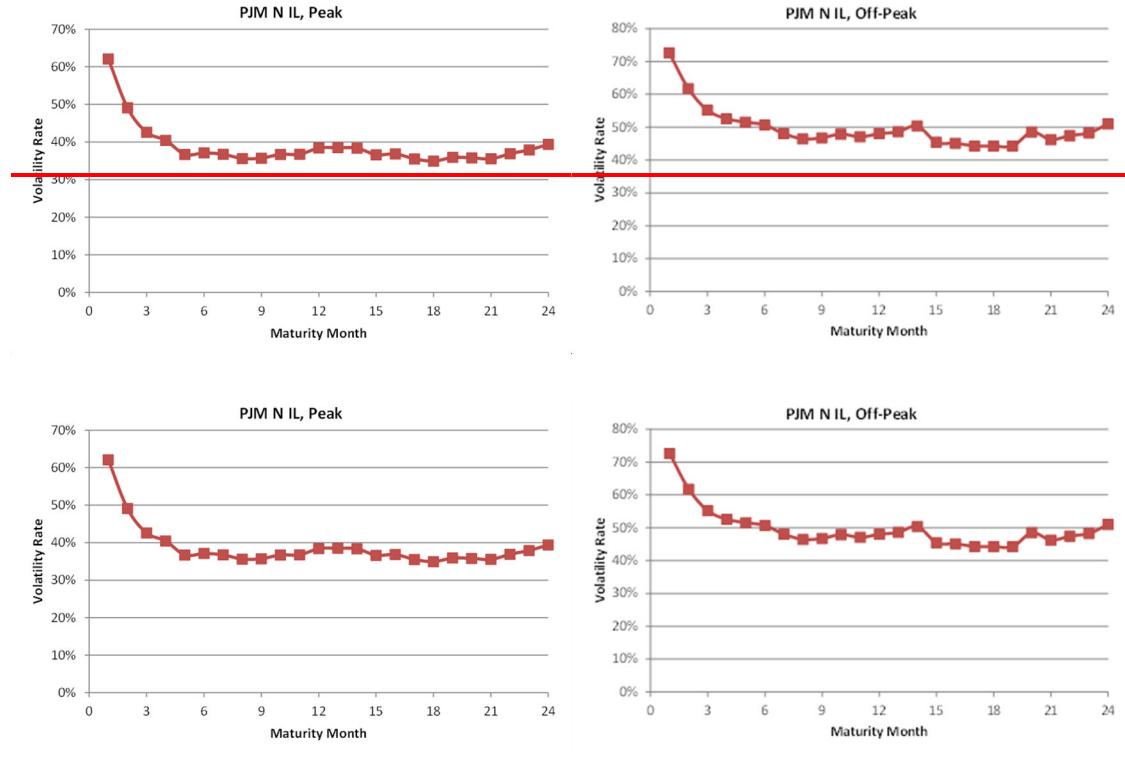 PJM N IL, Peak
70%
60%
50%
40%
30%
20%
10%
0%
Volatility Rate
0 3 6 9 12 15 18 21 24
Maturity Month
PJM N IL, Off-Peak
80%
70%
60%
50%
40%
30%
20%
10%
0%
Volatility Rate
0 3 6 9 12 15 18 21 24
Maturity Month
PJM N IL, Peak
70%
60%
50%
40%
30%
20%
10%
0%
Volatility Rate
0 3 6 9 12 15 18 21 24
Maturity Month
PJM N IL, Off-Peak
80%
70%
60%
50%
40%
30%
20%
10%
0%
Volatility Rate
0 3 6 9 12 15 18 21 24
Maturity Month